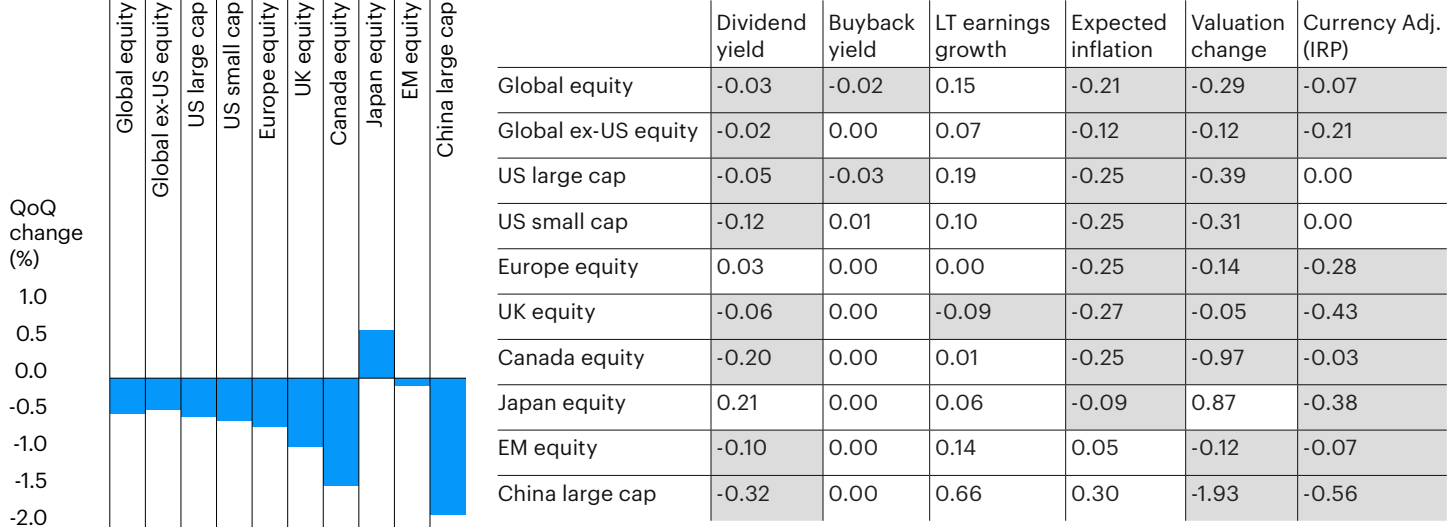 Global equity
Global ex-US equity
US large cap
US small cap
Europe equity
UK equity
Canada equity
Japan equity
EM equity
China large cap
QoQ
change
(%)
1.0
0.5
0.0
-0.5
-1.0
-1.5
-2.0
Dividend yield Buyback yield LT earnings growth Expected inflation Valuation change Currency Adj. (IRP)
Global equity -0.03 -0.02 0.15 -0.21 -0.29 -0.07
Global ex-US equity -0.02 0.00 0.07 -0.12 -0.12 -0.21
US large cap -0.05 -0.03 0.19 -0.25 -0.39 0.00
US small cap -0.12 0.01 0.10 -0.25 -0.31 0.00
Europe equity 0.03 0.00 0.00 -0.25 -0.14 -0.28
UK equity -0.06 0.00 -0.09 -0.27 -0.05 -0.43
Canada equity -0.20 0.00 0.01 -0.25 -0.97 -0.03
Japan equity 0.21 0.00 0.06 -0.09 0.87 -0.38
EM equity -0.10 0.00 0.14 0.05 -0.12 -0.07
China large cap -0.32 0.00 0.66 0.30 -1.93 -0.56